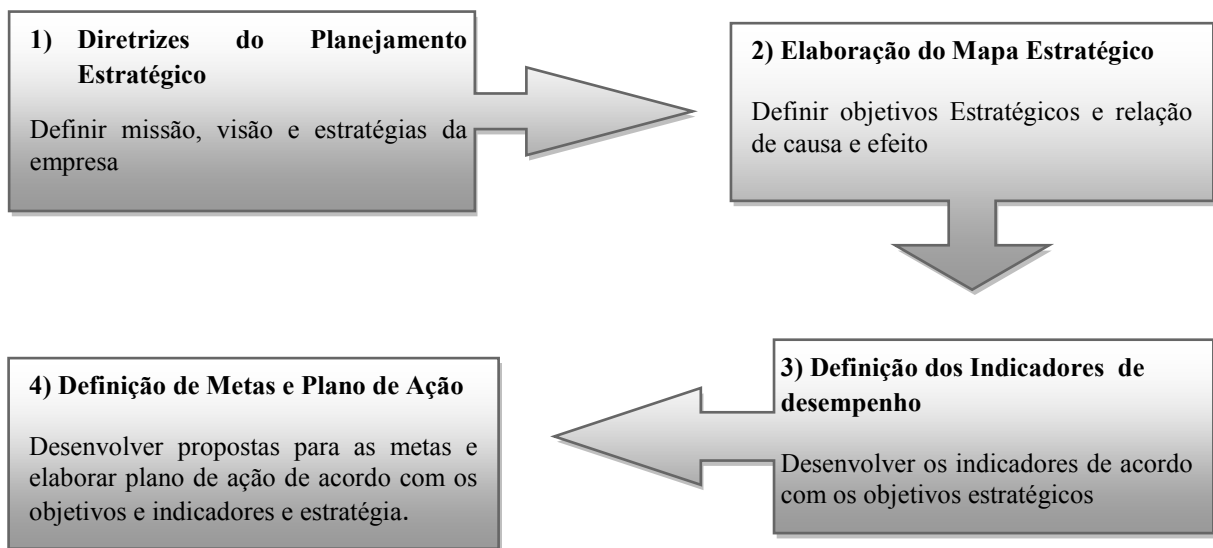 1) Diretrizes do Planejamento
Estratégico
Definir missão, visão e estratégias da
empresa
2) Elaboração do Mapa Estratégico
Definir objetivos Estratégicos e relação
de causa e efeito
3) Definição dos Indicadores de
desempenho
Desenvolver os indicadores de acordo
com os objetivos estratégicos
4) Definição de Metas e Plano de Ação
Desenvolver propostas para as metas e
elaborar plano de ação de acordo com os
objetivos e indicadores e estratégia.